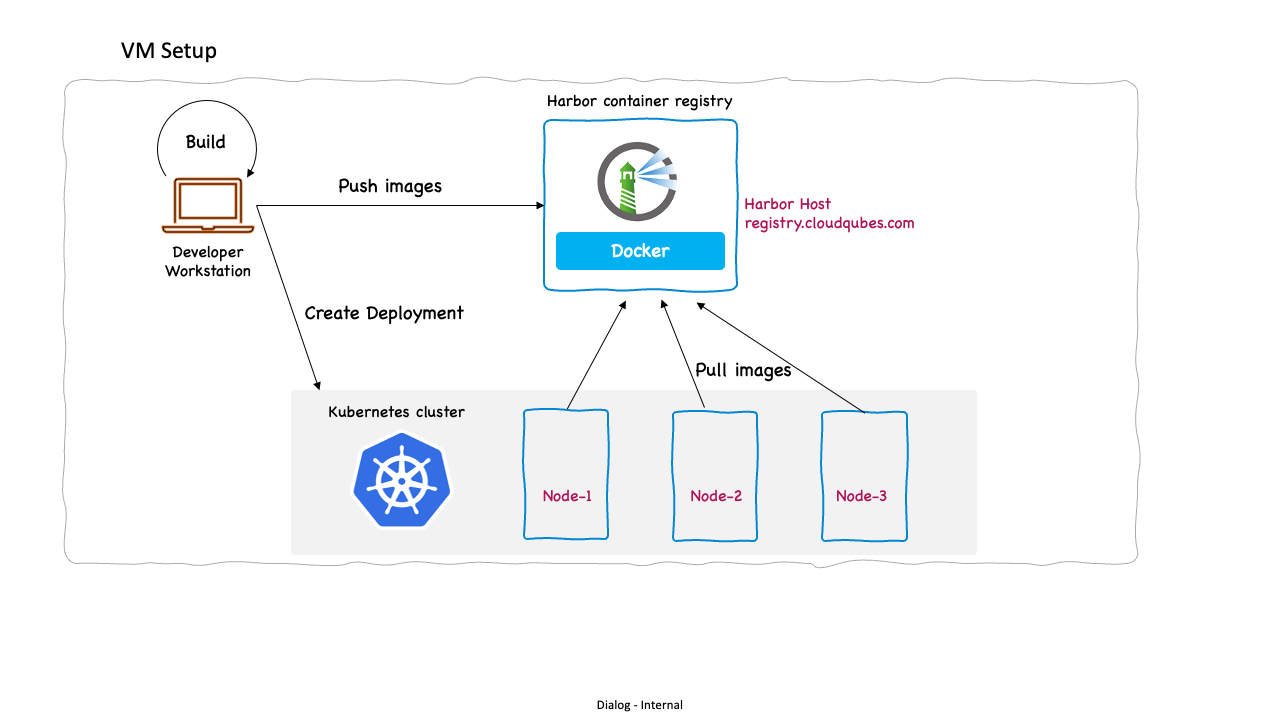 VM Setup
Harbor container registry
Build
Push images
Harbor Host
registry.cloudqubes.com
Docker
Developer
Workstation
Create Deployment
Pull images
Kubernetes cluster
Node-1
Node-2
Node-3
Dialog - Internal